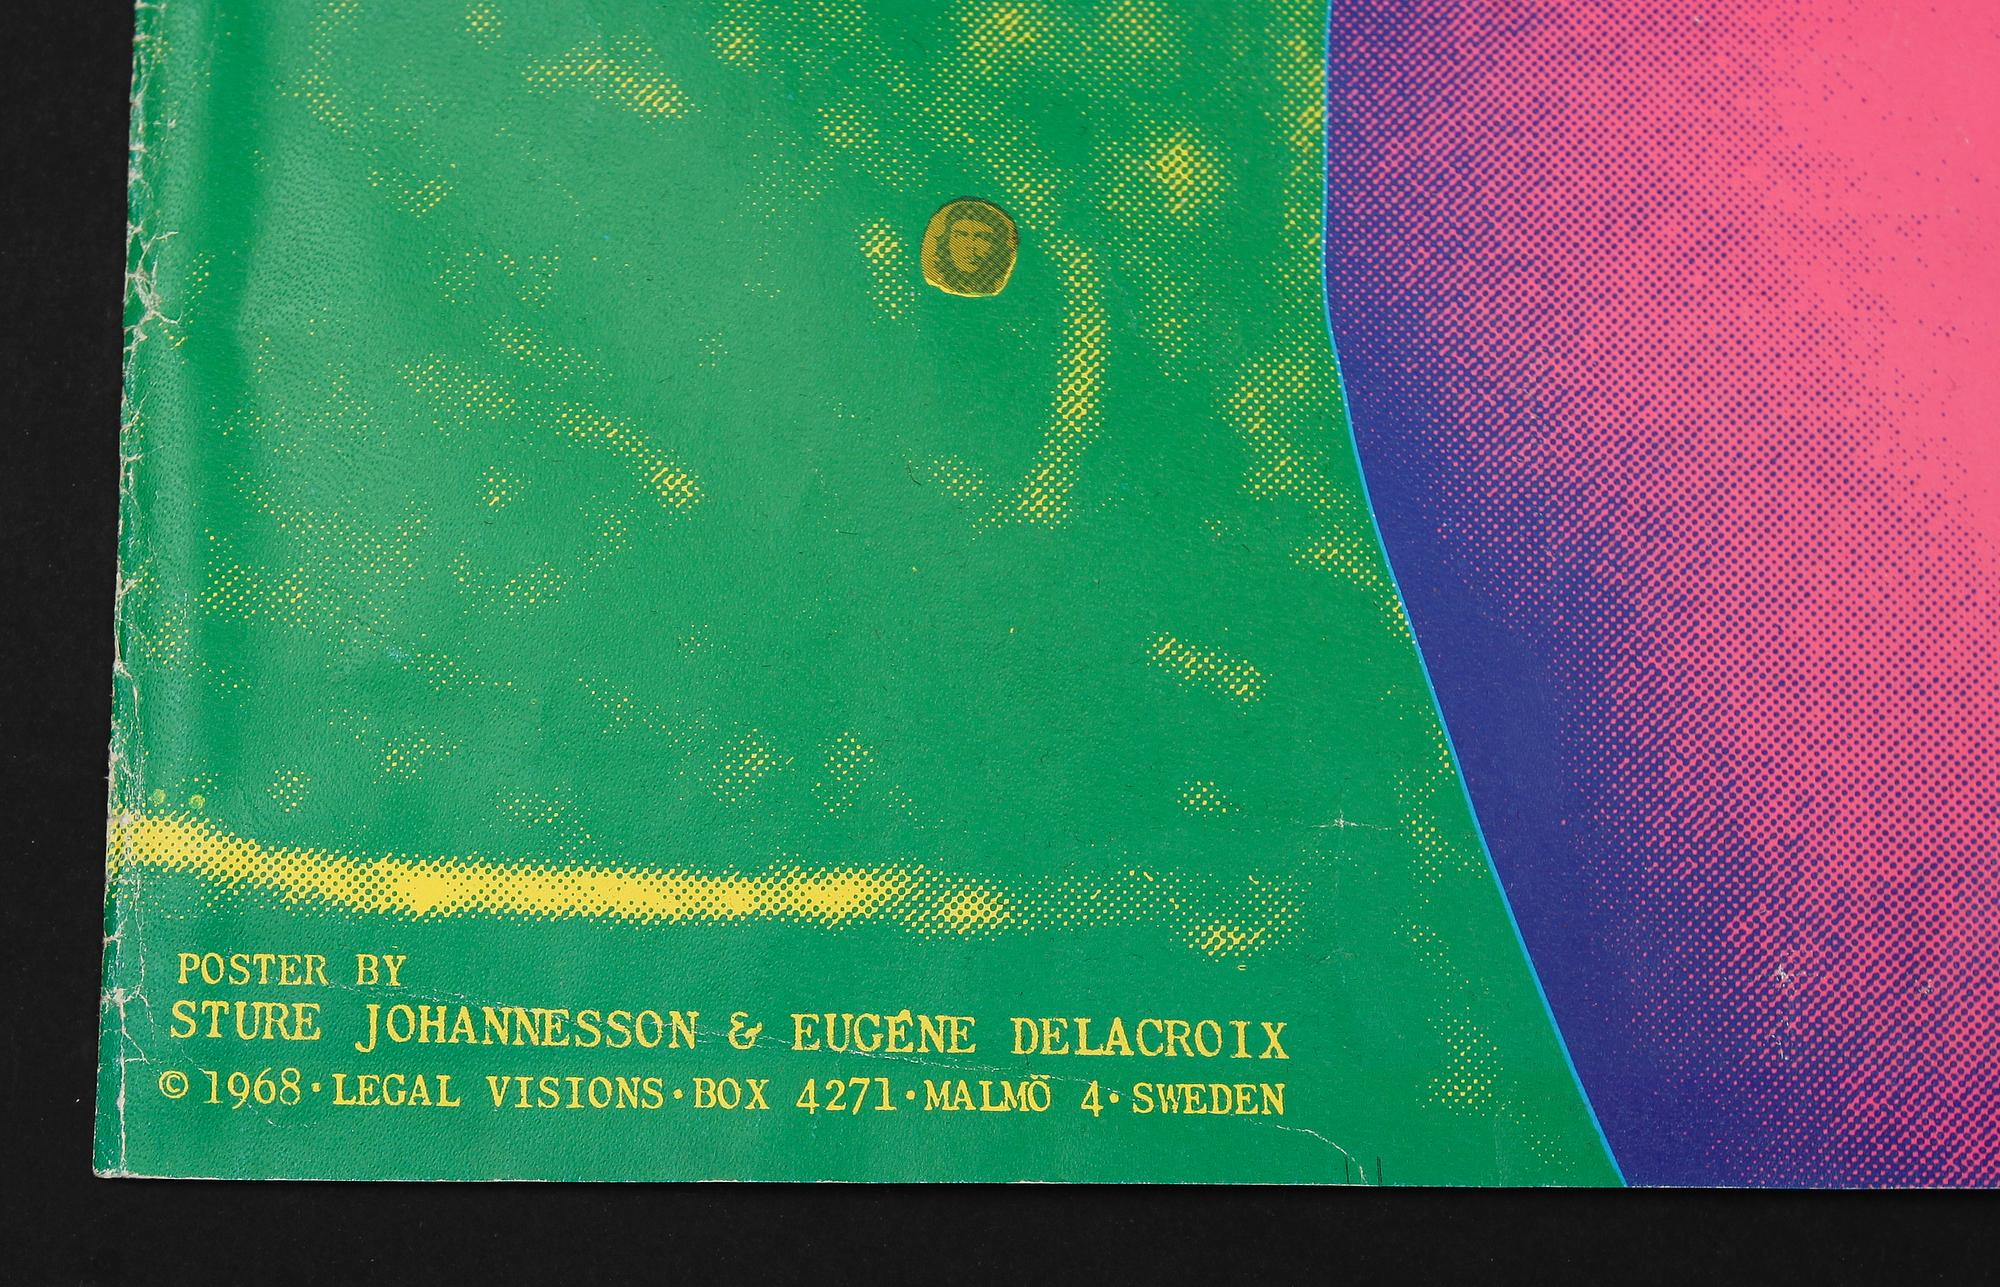 POSTER BY
STURE JOHANNESSON & EUGÉNE DELACROIX
© 1968 · LEGAL VISIONS · BOX 4271 · MALMÖ 4 · SWEDEN